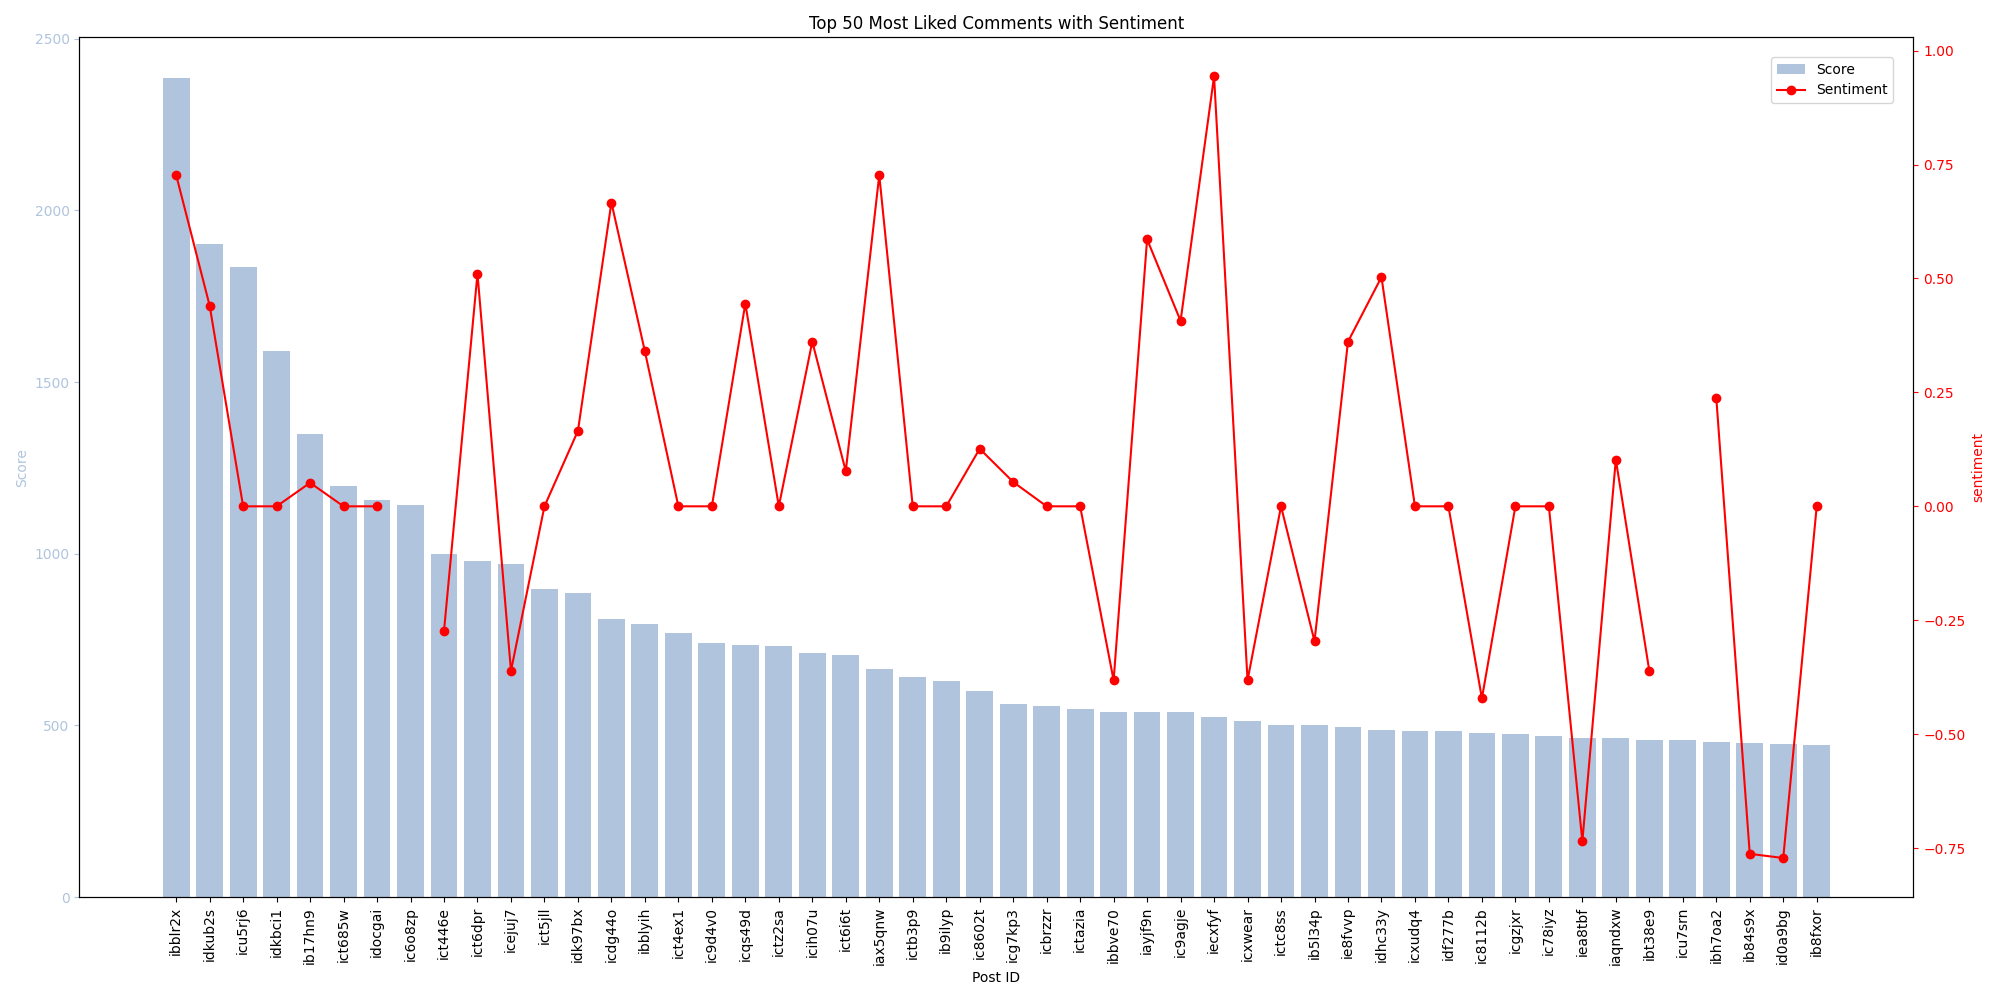 Top 50 Most Liked Comments with Sentiment
2500
2000
1500
1000
500
0
Score
1.00
0.75
0.50
0.25
0.00
−0.25
−0.50
−0.75
sentiment
Score
Sentiment
ibblr2x
idkub2s
icu5rj6
idkbci1
ib17hn9
ict685w
idocgai
ic6o8zp
ict446e
ict6dpr
icejuj7
ict5jll
idk97bx
icdg44o
ibblyih
ict4ex1
ic9d4v0
icqs49d
ictz2sa
icih07u
ict6i6t
iax5qnw
ictb3p9
ib9ilyp
ic8602t
icg7kp3
icbrzzr
ictazia
ibbve70
iayjf9n
ic9agje
iecxfyf
icxwear
ictc8ss
ib5l34p
ie8fvvp
idhc33y
icxudq4
idf277b
ic8112b
icgzjxr
ic78iyz
iea8tbf
iaqndxw
ibt38e9
icu7srn
ibh7oa2
ib84s9x
id0a9bg
ib8fxor
Post ID